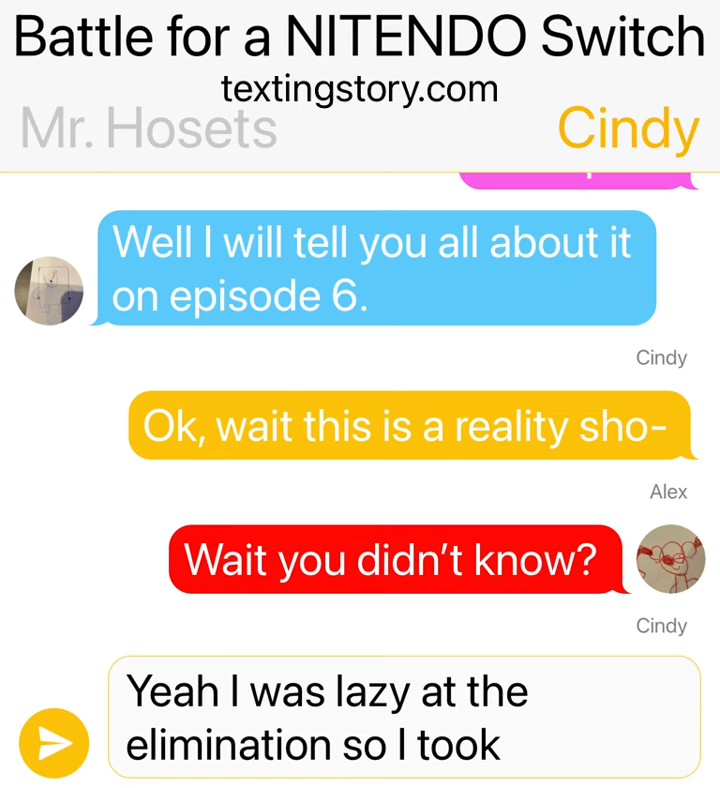 Battle for a NITENDO Switch
textingstory.com
Mr. Hosets
Cindy
Well I will tell you all about it
on episode 6.
Cindy
Ok, wait this is a reality sho-
Alex
Wait you didn't know?
Cindy
Yeah I was lazy at the
elimination so I took